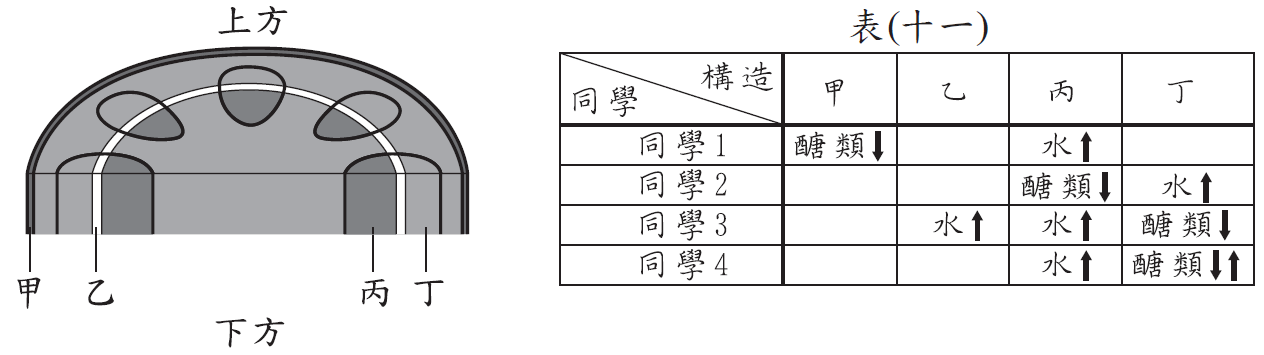 上方
甲 乙 丙 丁
下方
表(十一)
構造 同學 甲 乙 丙 丁
同學1 醣類⬇ 水⬆
同學2 醣類⬇ 水⬆
同學3 水⬆ 水⬆ 醣類⬇
同學4 水⬆ 醣類⬇⬆